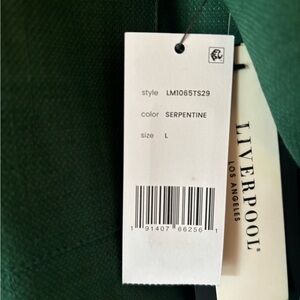 style LM1065TS29
color SERPENTINE
size L
1 91407 66256 1
LIVERPOOL
LOS ANGELES